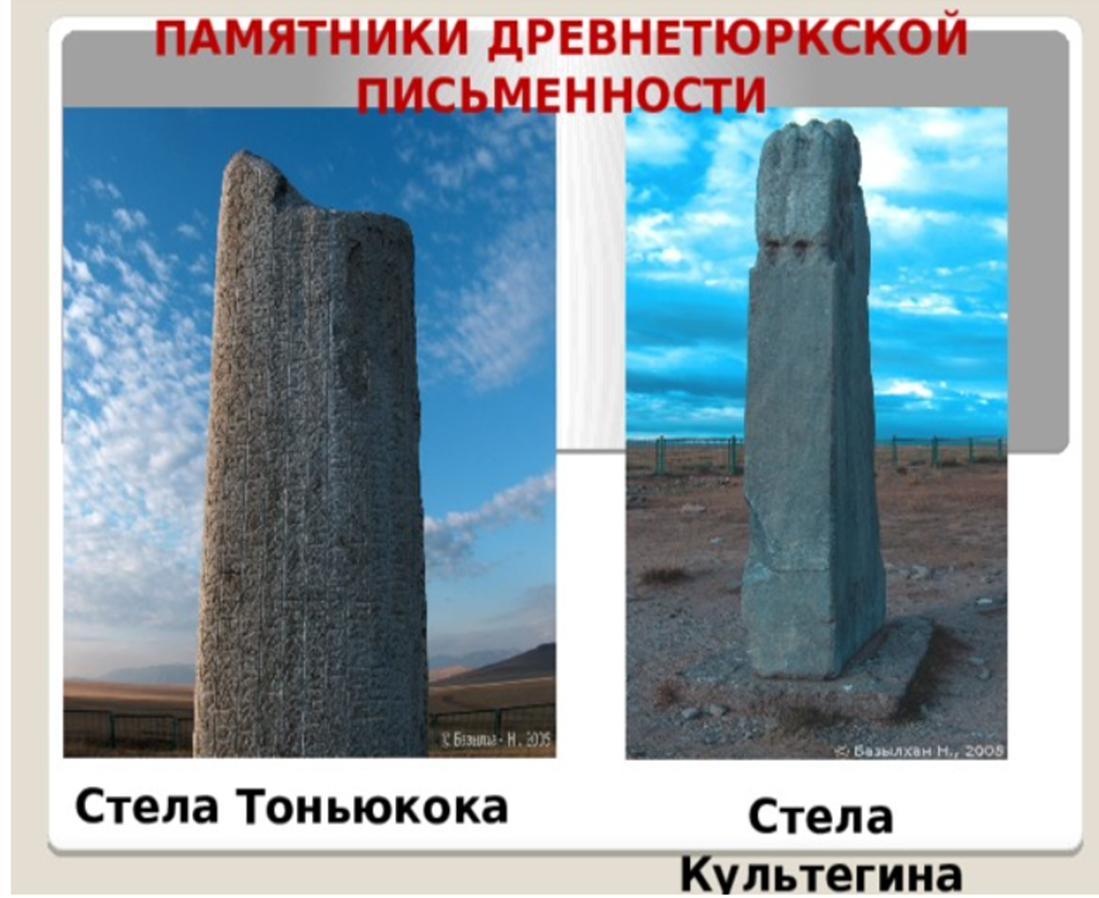 ПАМЯТНИКИ ДРЕВНЕТЮРКСКОЙ
ПИСЬМЕННОСТИ
© Базылхан Н., 2005
Стела Тоньюкока
Стела
Культегина